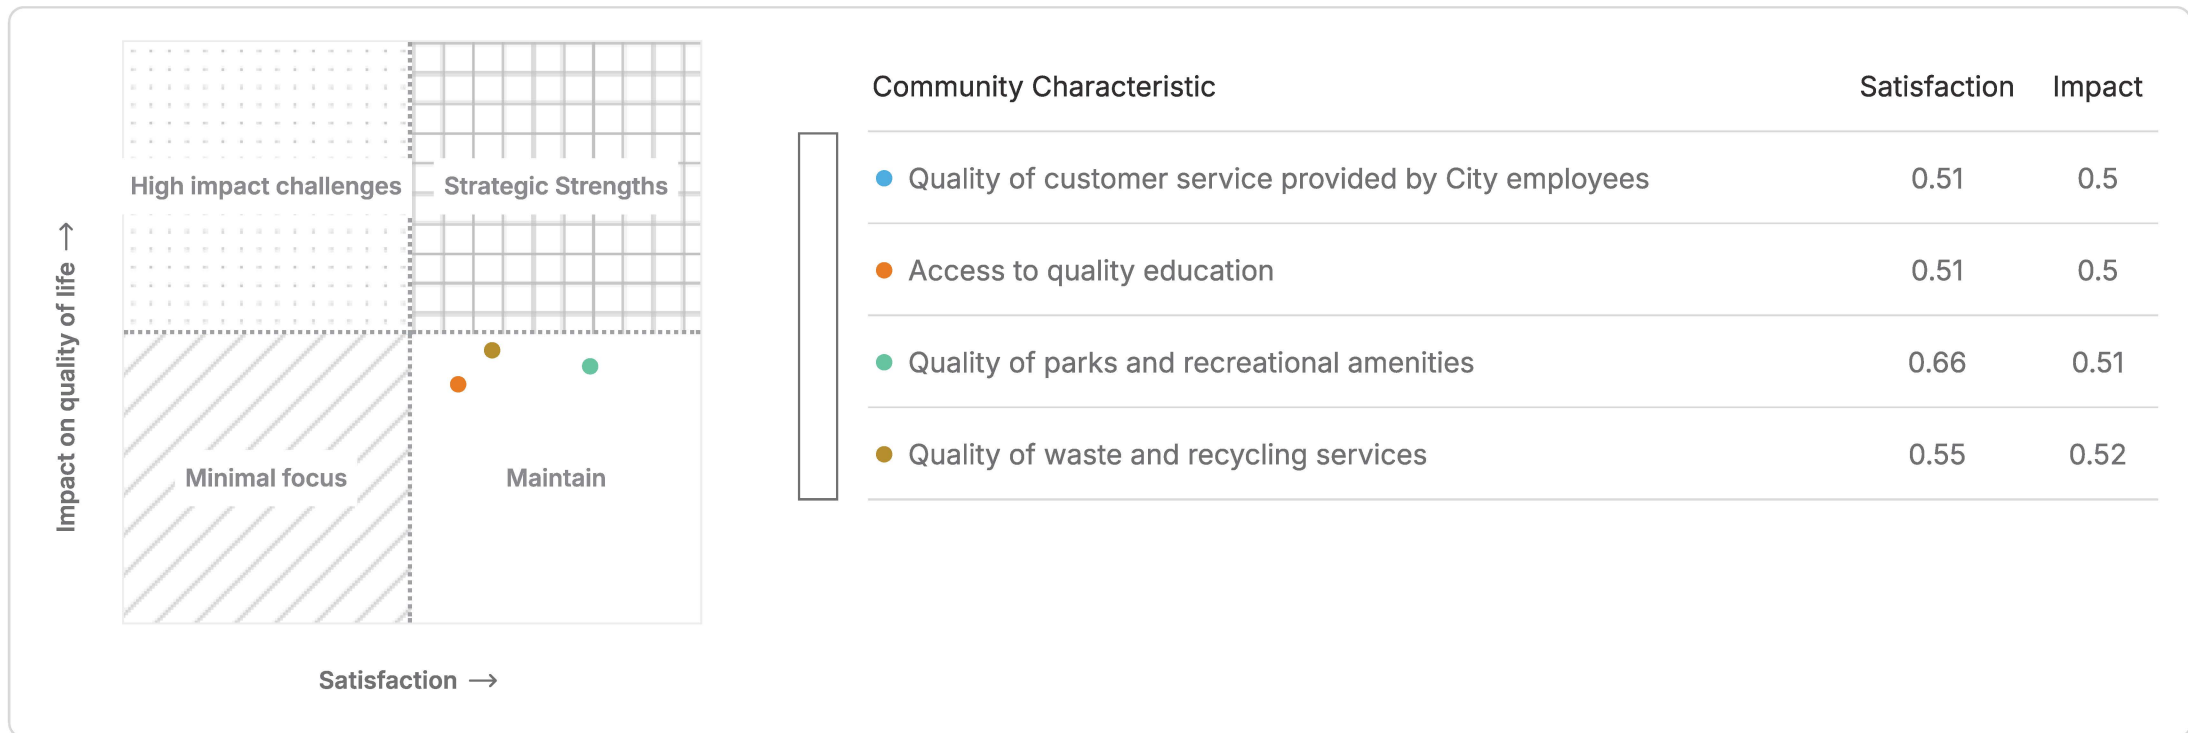 High impact challenges
Strategic Strengths
Minimal focus
Maintain
Impact on quality of life →
Satisfaction →
Community Characteristic Satisfaction Impact
Quality of customer service provided by City employees 0.51 0.5
Access to quality education 0.51 0.5
Quality of parks and recreational amenities 0.66 0.51
Quality of waste and recycling services 0.55 0.52